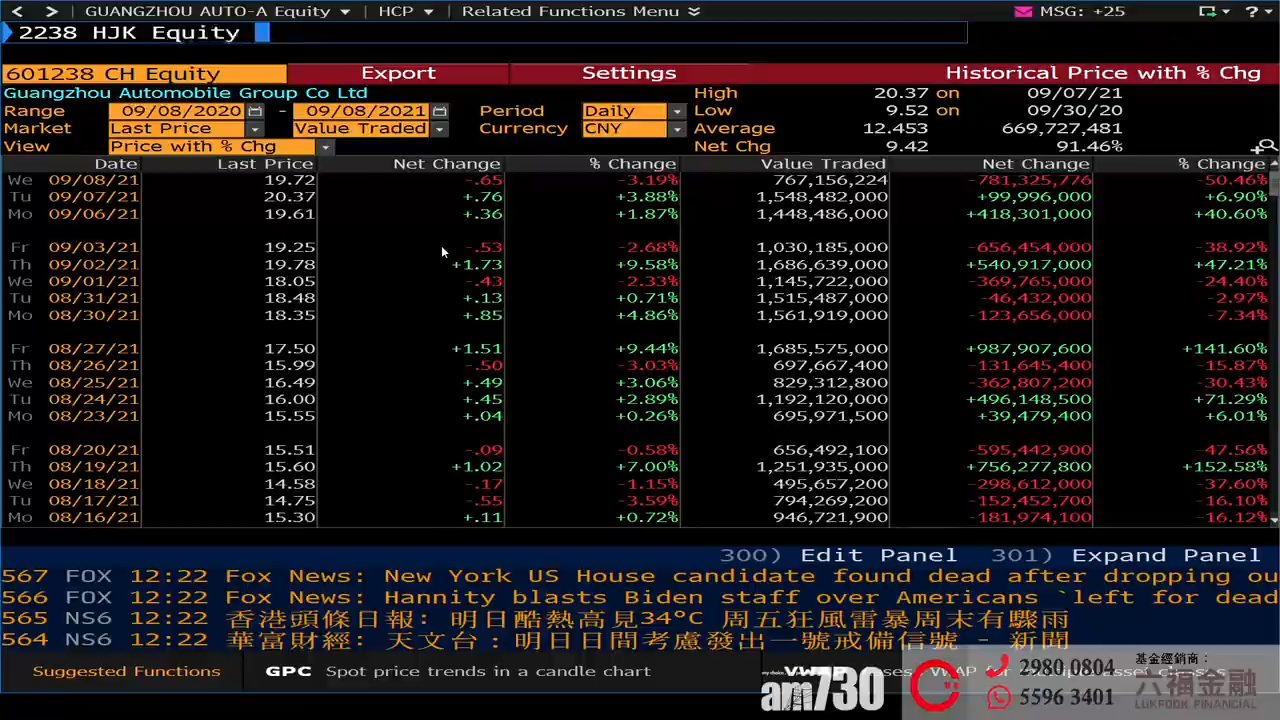 GUANGZHOU AUTO-A Equity HCP Related Functions Menu MSG: +25 ?
2238 HJK Equity
601238 CH Equity Export Settings Historical Price with % Chg
Guangzhou Automobile Group Co Ltd High 20.37 on 09/07/21
Range 09/08/2020 - 09/08/2021 Period Daily Low 9.52 on 09/30/20
Market Last Price Value Traded Currency CNY Average 12.453 669,727,481
View Price with % Chg Net Chg 9.42 91.46%
Date Last Price Net Change % Change Value Traded Net Change % Change
We 09/08/21 19.72 -.65 -3.19% 767,156,224 -781,325,776 -50.46%
Tu 09/07/21 20.37 +.76 +3.88% 1,548,482,000 +99,996,000 +6.90%
Mo 09/06/21 19.61 +.36 +1.87% 1,448,486,000 +418,301,000 +40.60%
Fr 09/03/21 19.25 -.53 -2.68% 1,030,185,000 -656,454,000 -38.92%
Th 09/02/21 19.78 +1.73 +9.58% 1,686,639,000 +540,917,000 +47.21%
We 09/01/21 18.05 -.43 -2.33% 1,145,722,000 -369,765,000 -24.40%
Tu 08/31/21 18.48 +.13 +0.71% 1,515,487,000 -46,432,000 -2.97%
Mo 08/30/21 18.35 +.85 +4.86% 1,561,919,000 -123,656,000 -7.34%
Fr 08/27/21 17.50 +1.51 +9.44% 1,685,575,000 +987,907,600 +141.60%
Th 08/26/21 15.99 -.50 -3.03% 697,667,400 -131,645,400 -15.87%
We 08/25/21 16.49 +.49 +3.06% 829,312,800 -362,807,200 -30.43%
Tu 08/24/21 16.00 +.45 +2.89% 1,192,120,000 +496,148,500 +71.29%
Mo 08/23/21 15.55 +.04 +0.26% 695,971,500 +39,479,400 +6.01%
Fr 08/20/21 15.51 -.09 -0.58% 656,492,100 -595,442,900 -47.56%
Th 08/19/21 15.60 +1.02 +7.00% 1,251,935,000 +756,277,800 +152.58%
We 08/18/21 14.58 -.17 -1.15% 495,657,200 -298,612,000 -37.60%
Tu 08/17/21 14.75 -.55 -3.59% 794,269,200 -152,452,700 -16.10%
Mo 08/16/21 15.30 +.11 +0.72% 946,721,900 -181,974,100 -16.12%
300) Edit Panel 301) Expand Panel
567 FOX 12:22 Fox News: New York US House candidate found dead after dropping ou
566 FOX 12:22 Fox News: Hannity blasts Biden staff over Americans `left for dead
565 NS6 12:22 香港頭條日報: 明日酷熱高見34°C 周五狂風雷暴周末有驟雨
564 NS6 12:22 華富財經: 天文台：明日日間考慮發出一號戒備信號 - 新聞
Suggested Functions GPC Spot price trends in a candle chart VWAP
am730 2980 0804 5596 3401 基金經銷商： 六福金融 LUKFOOK FINANCIAL